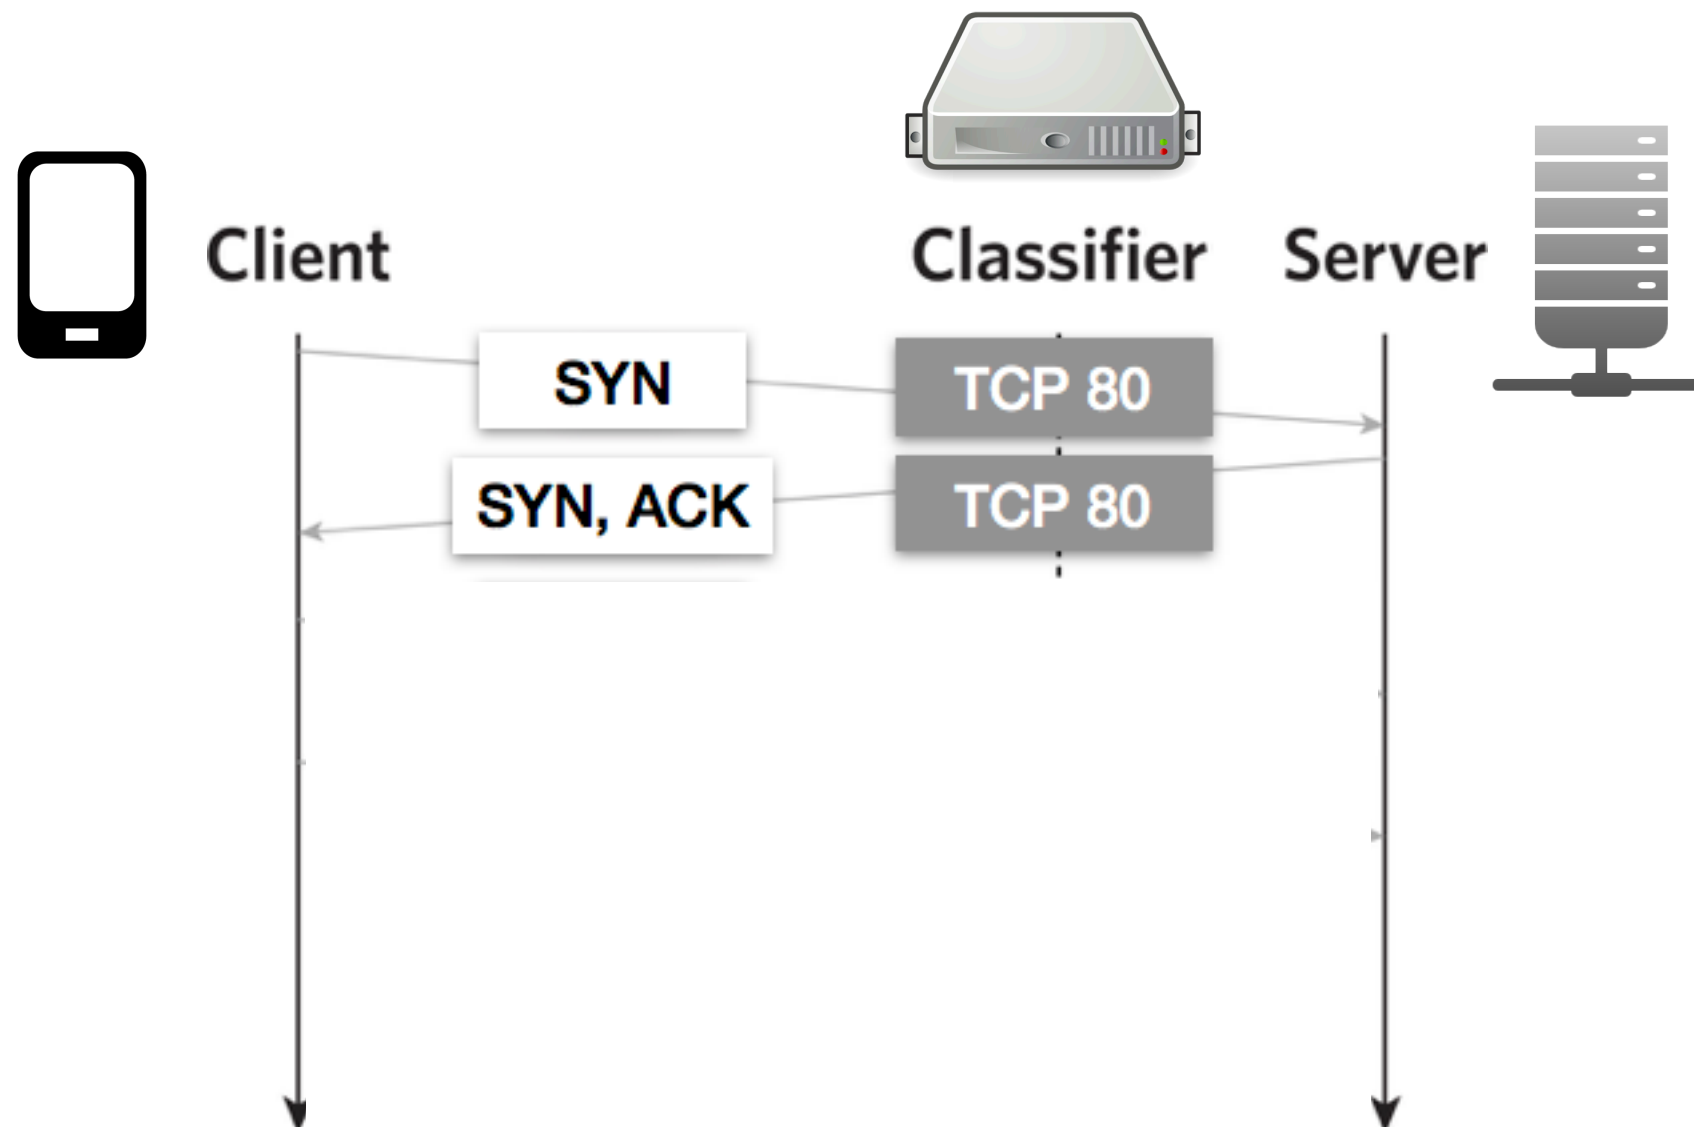 Client
Classifier
Server
SYN
TCP 80
SYN, ACK
TCP 80